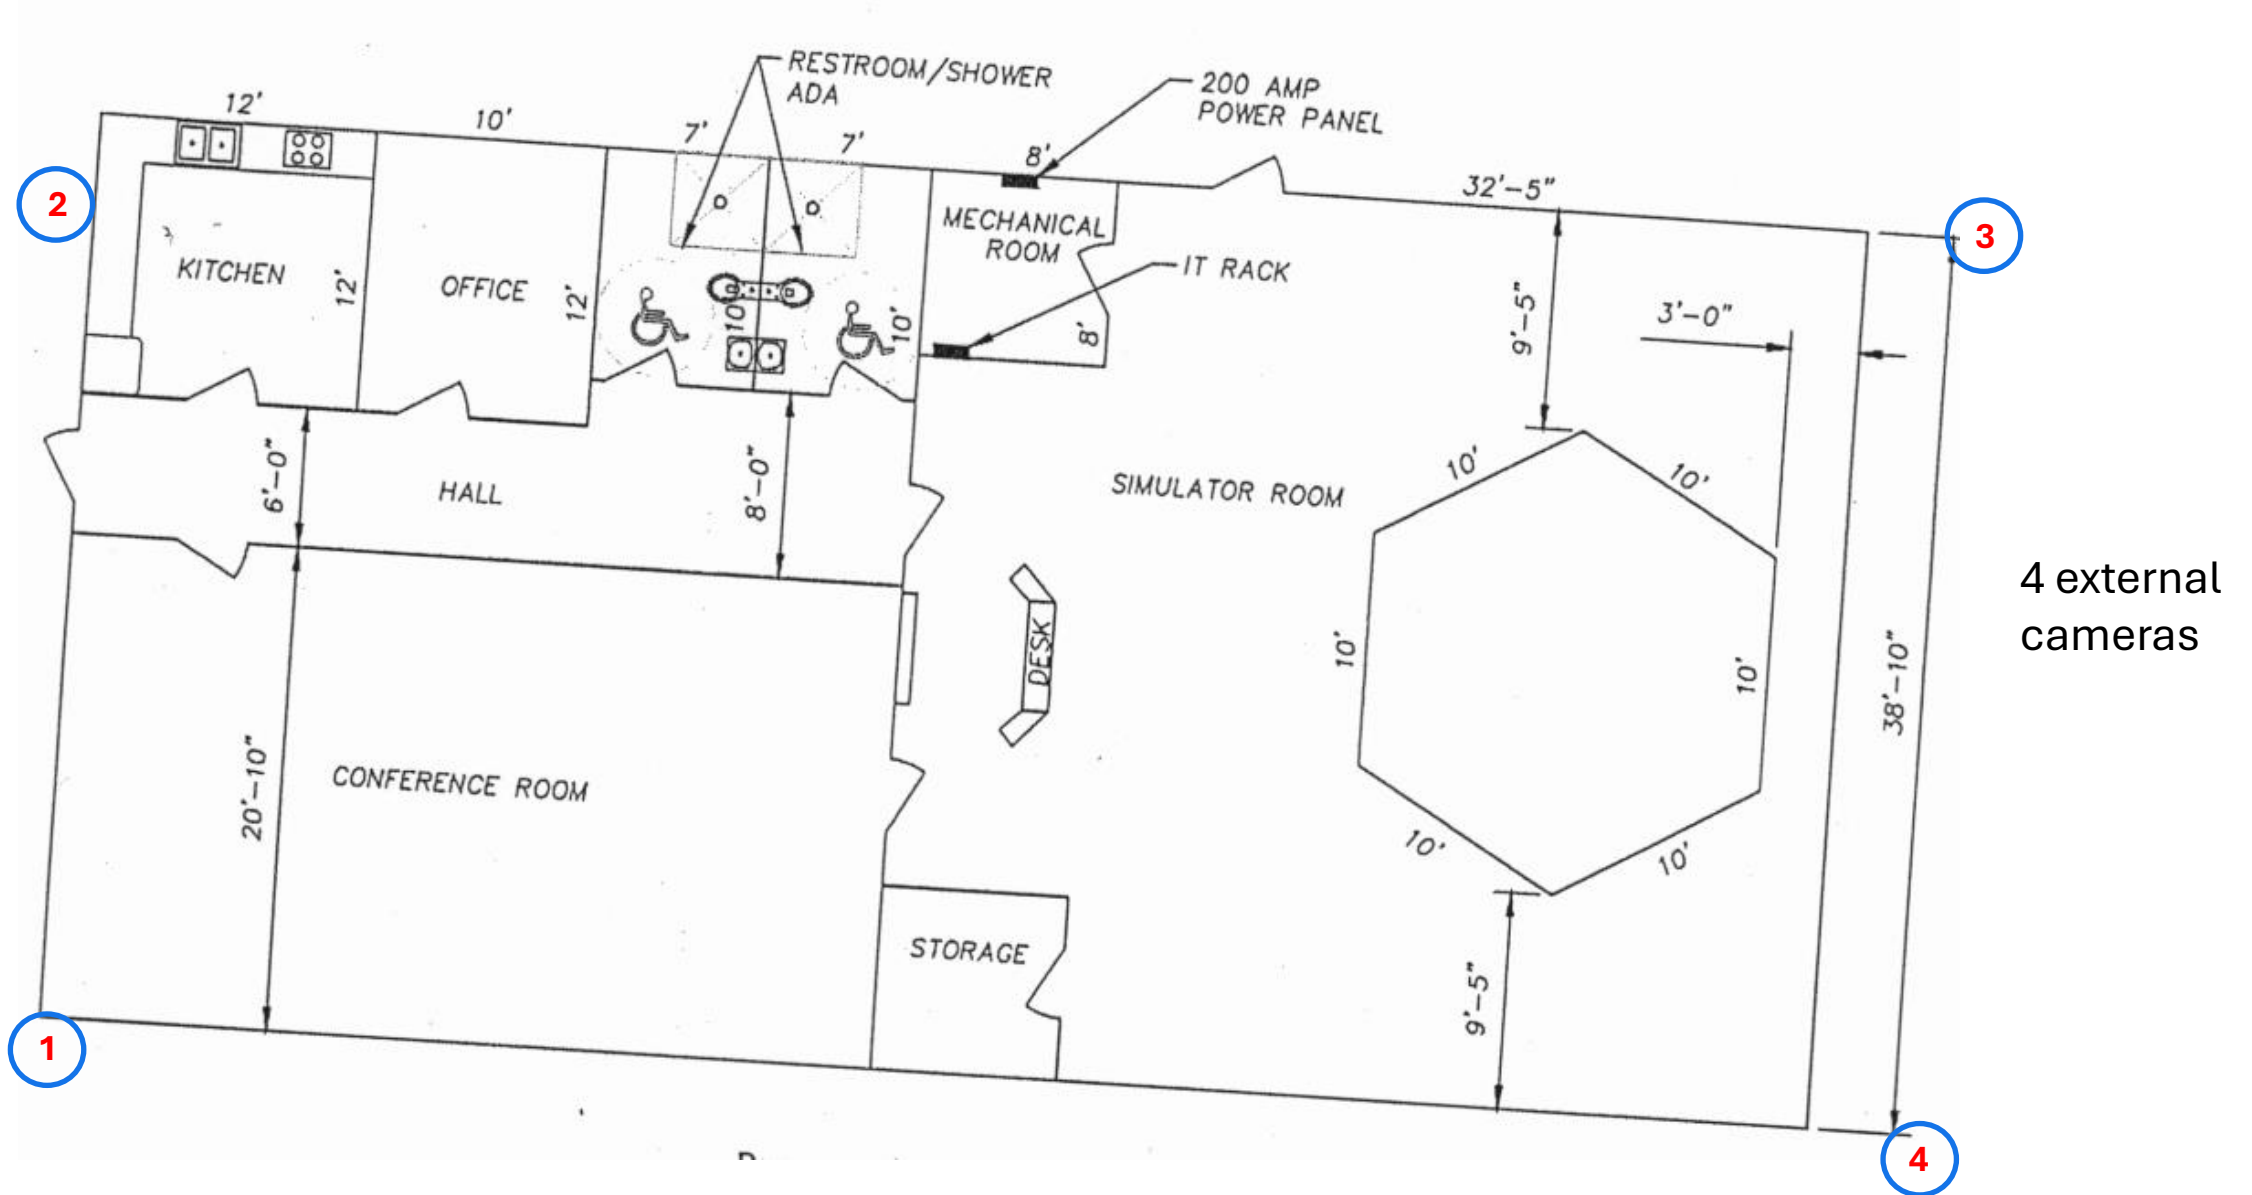 RESTROOM/SHOWER
ADA
200 AMP
POWER PANEL
12'
10'
7'
7'
8'
32'-5"
2
3
MECHANICAL
ROOM
IT RACK
KITCHEN
12'
OFFICE
12'
10'
10'
8'
9'-5"
3'-0"
6'-0"
HALL
8'-0"
SIMULATOR ROOM
10'
10'
4 external
cameras
DESK
10'
10'
38'-10"
20'-10"
CONFERENCE ROOM
10'
10'
STORAGE
9'-5"
1
4